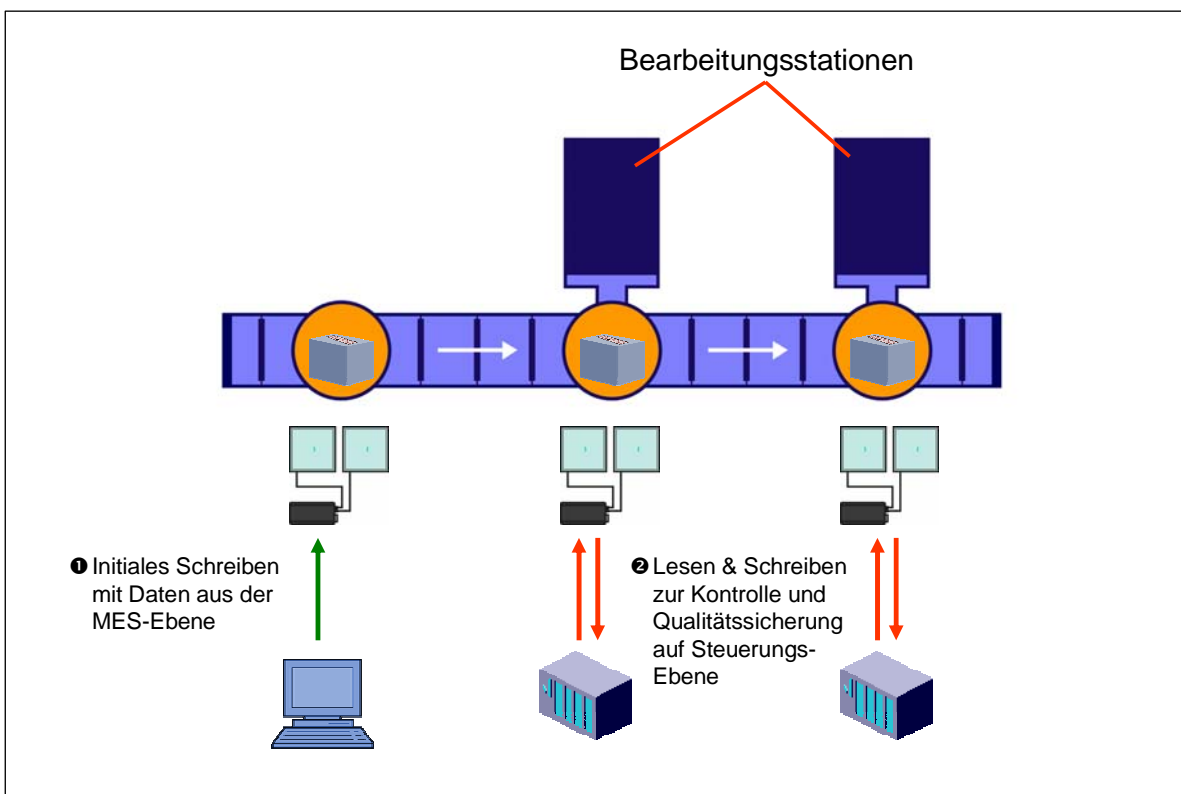 Bearbeitungsstationen
❶ Initiales Schreiben
mit Daten aus der
MES-Ebene
❷ Lesen & Schreiben
zur Kontrolle und
Qualitätssicherung
auf Steuerungs-
Ebene